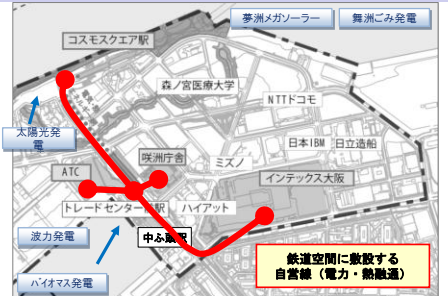 夢洲メガソーラー
舞洲ごみ発電
コスモスクエア駅
森ノ宮医療大学
NTTドコモ
太陽光発
電
日本IBM
日立造船
咲洲庁舎
ミズノ
ATC
インテックス大阪
トレードセンター前駅
ハイアット
波力発電
中ふ頭駅
バイオマス発電
鉄道空間に敷設する
自営線（電力・熱融通）